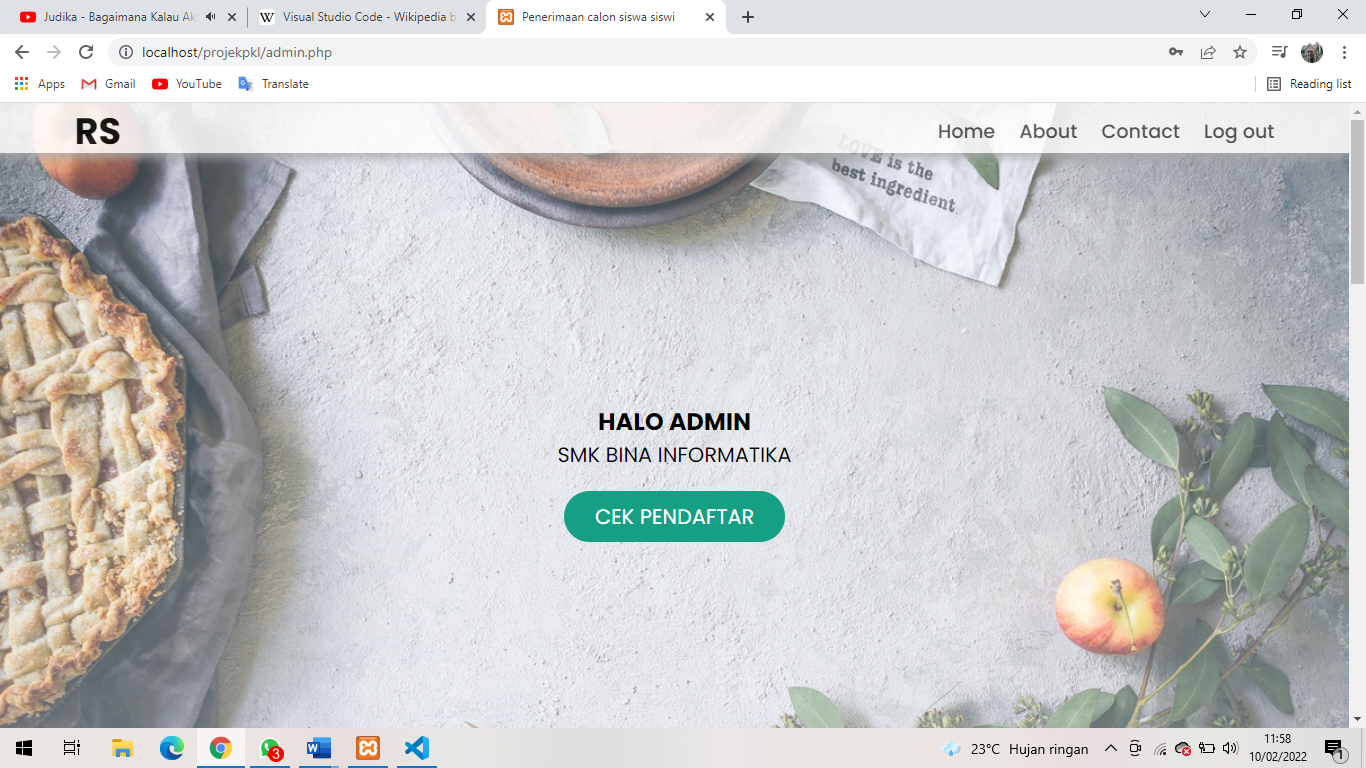 Judika - Bagaimana Kalau Ak
Visual Studio Code - Wikipedia b
Penerimaan calon siswa siswi
localhost/projekpkl/admin.php
Apps
Gmail
YouTube
Translate
Reading list
RS
Home
About
Contact
Log out
LOVE is the
best ingredient
HALO ADMIN
SMK BINA INFORMATIKA
CEK PENDAFTAR
3
23°C Hujan ringan
11:58
10/02/2022
1